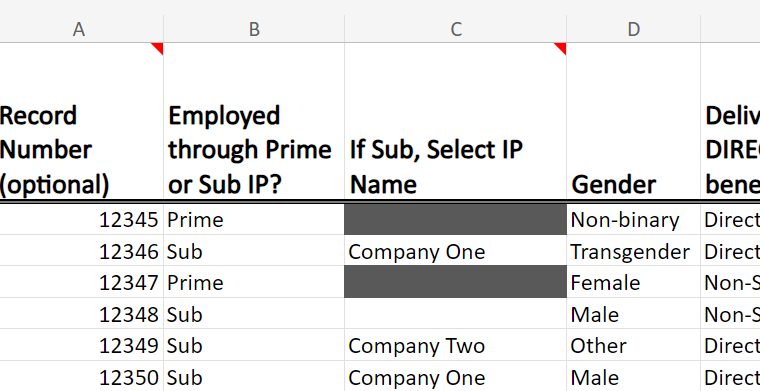 A B C D
Record Employed Deliv
Number through Prime If Sub, Select IP DIREC
(optional) or Sub IP? Name Gender bene
12345 Prime Non-binary Direct
12346 Sub Company One Transgender Direct
12347 Prime Female Non-S
12348 Sub Male Non-S
12349 Sub Company Two Other Direct
12350 Sub Company One Male Direct